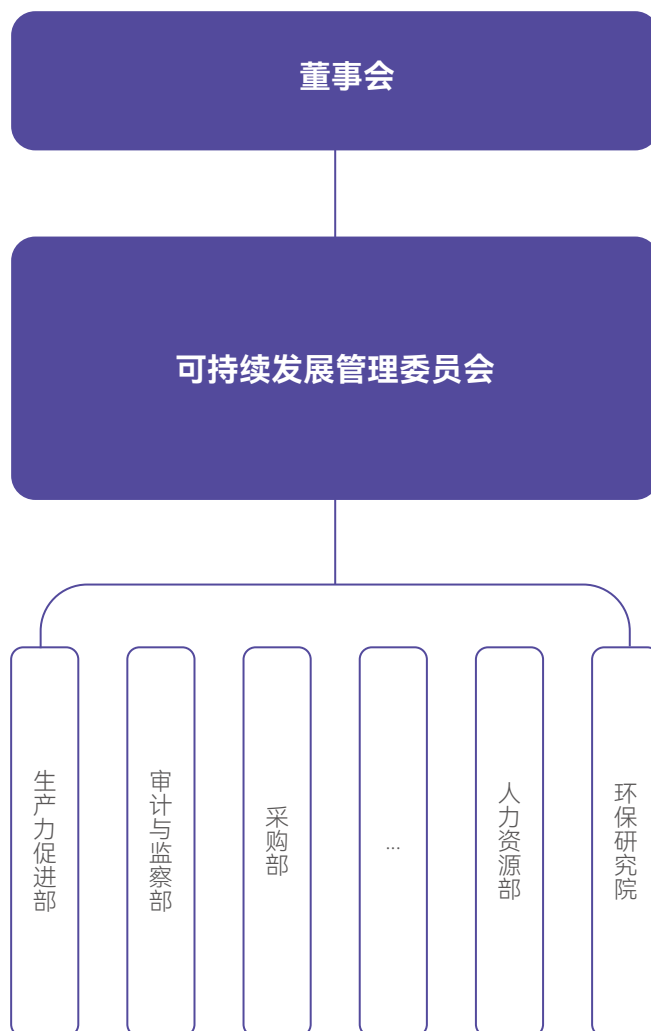 董事会
可持续发展管理委员会
生产力促进部
审计与监察部
采购部
...
人力资源部
环保研究院